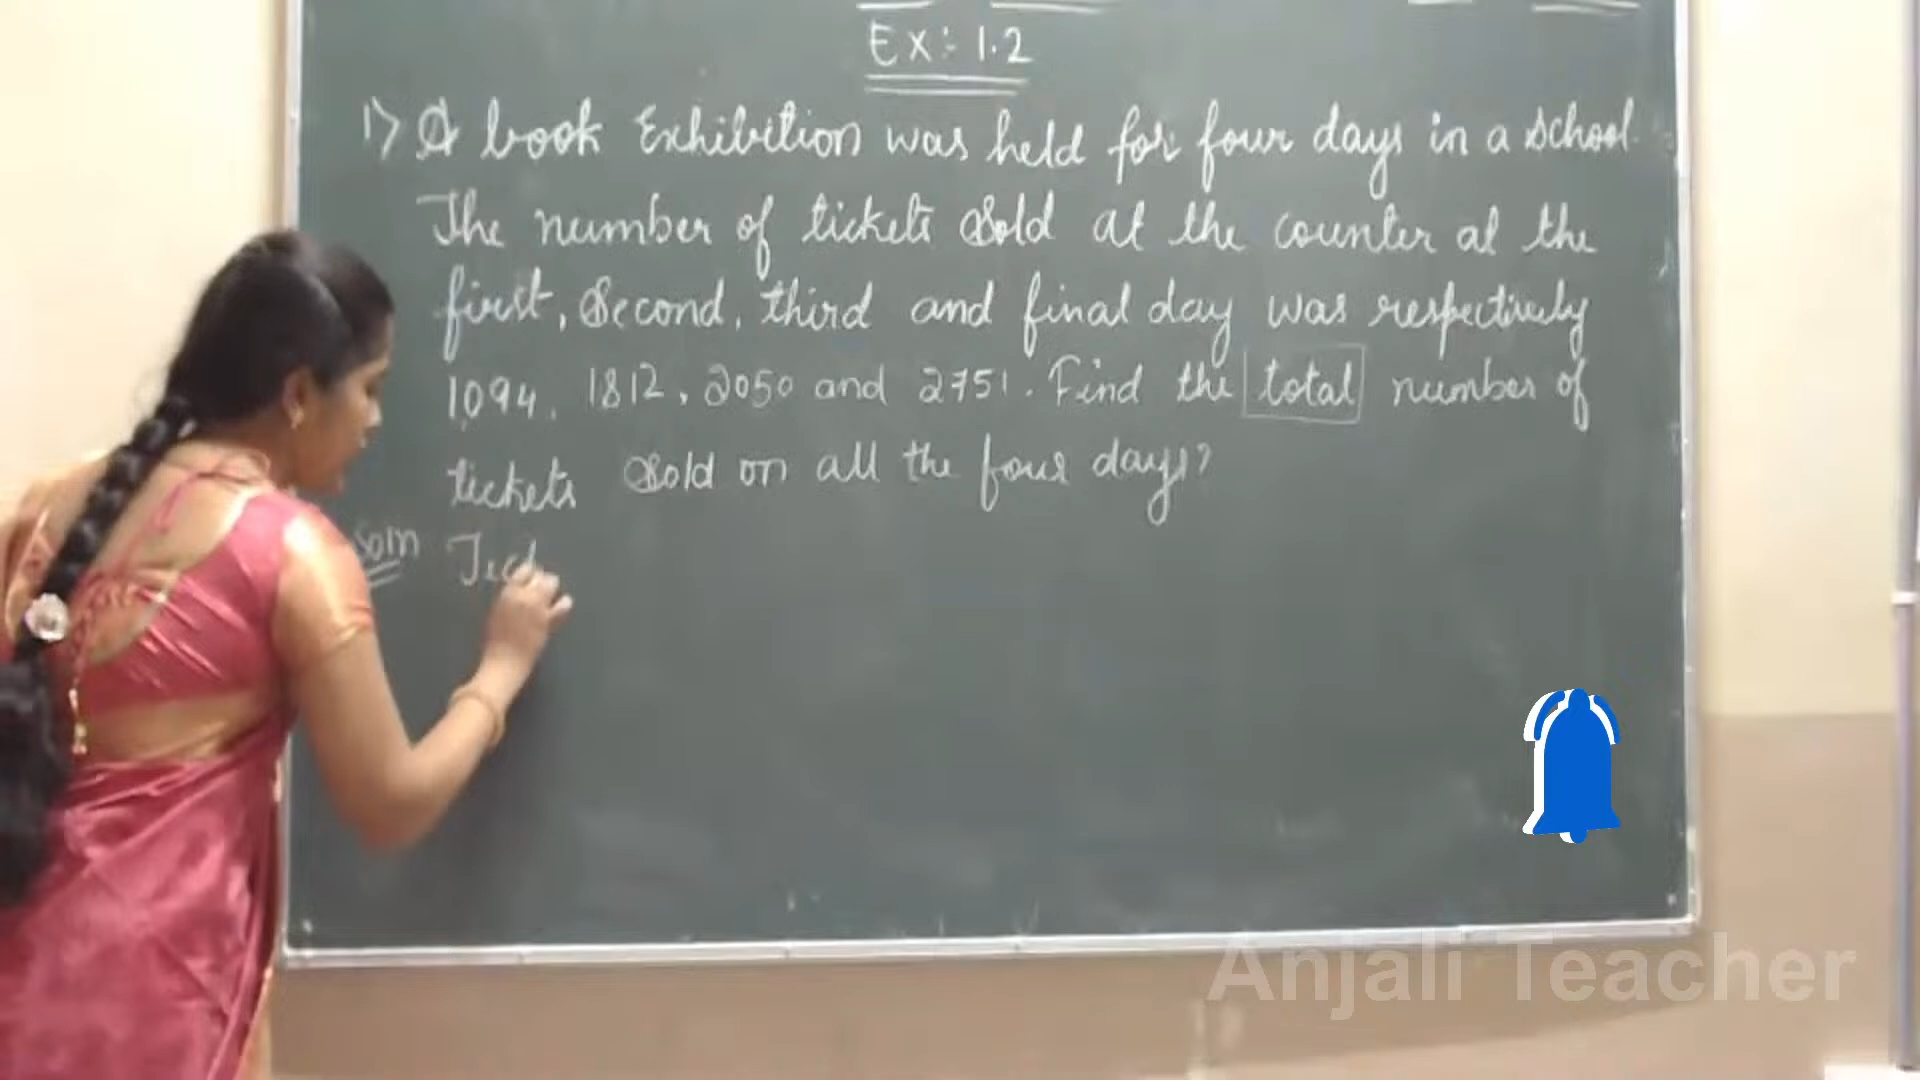 Ex:- 1.2
1) A book Exhibition was held for four days in a school.
The number of tickets Sold at the counter at the
first, Second, third and final day was respectively
1094, 1812, 2050 and 2751. Find the total number of
tickets Sold on all the four days?
Soln
Anjali Teacher